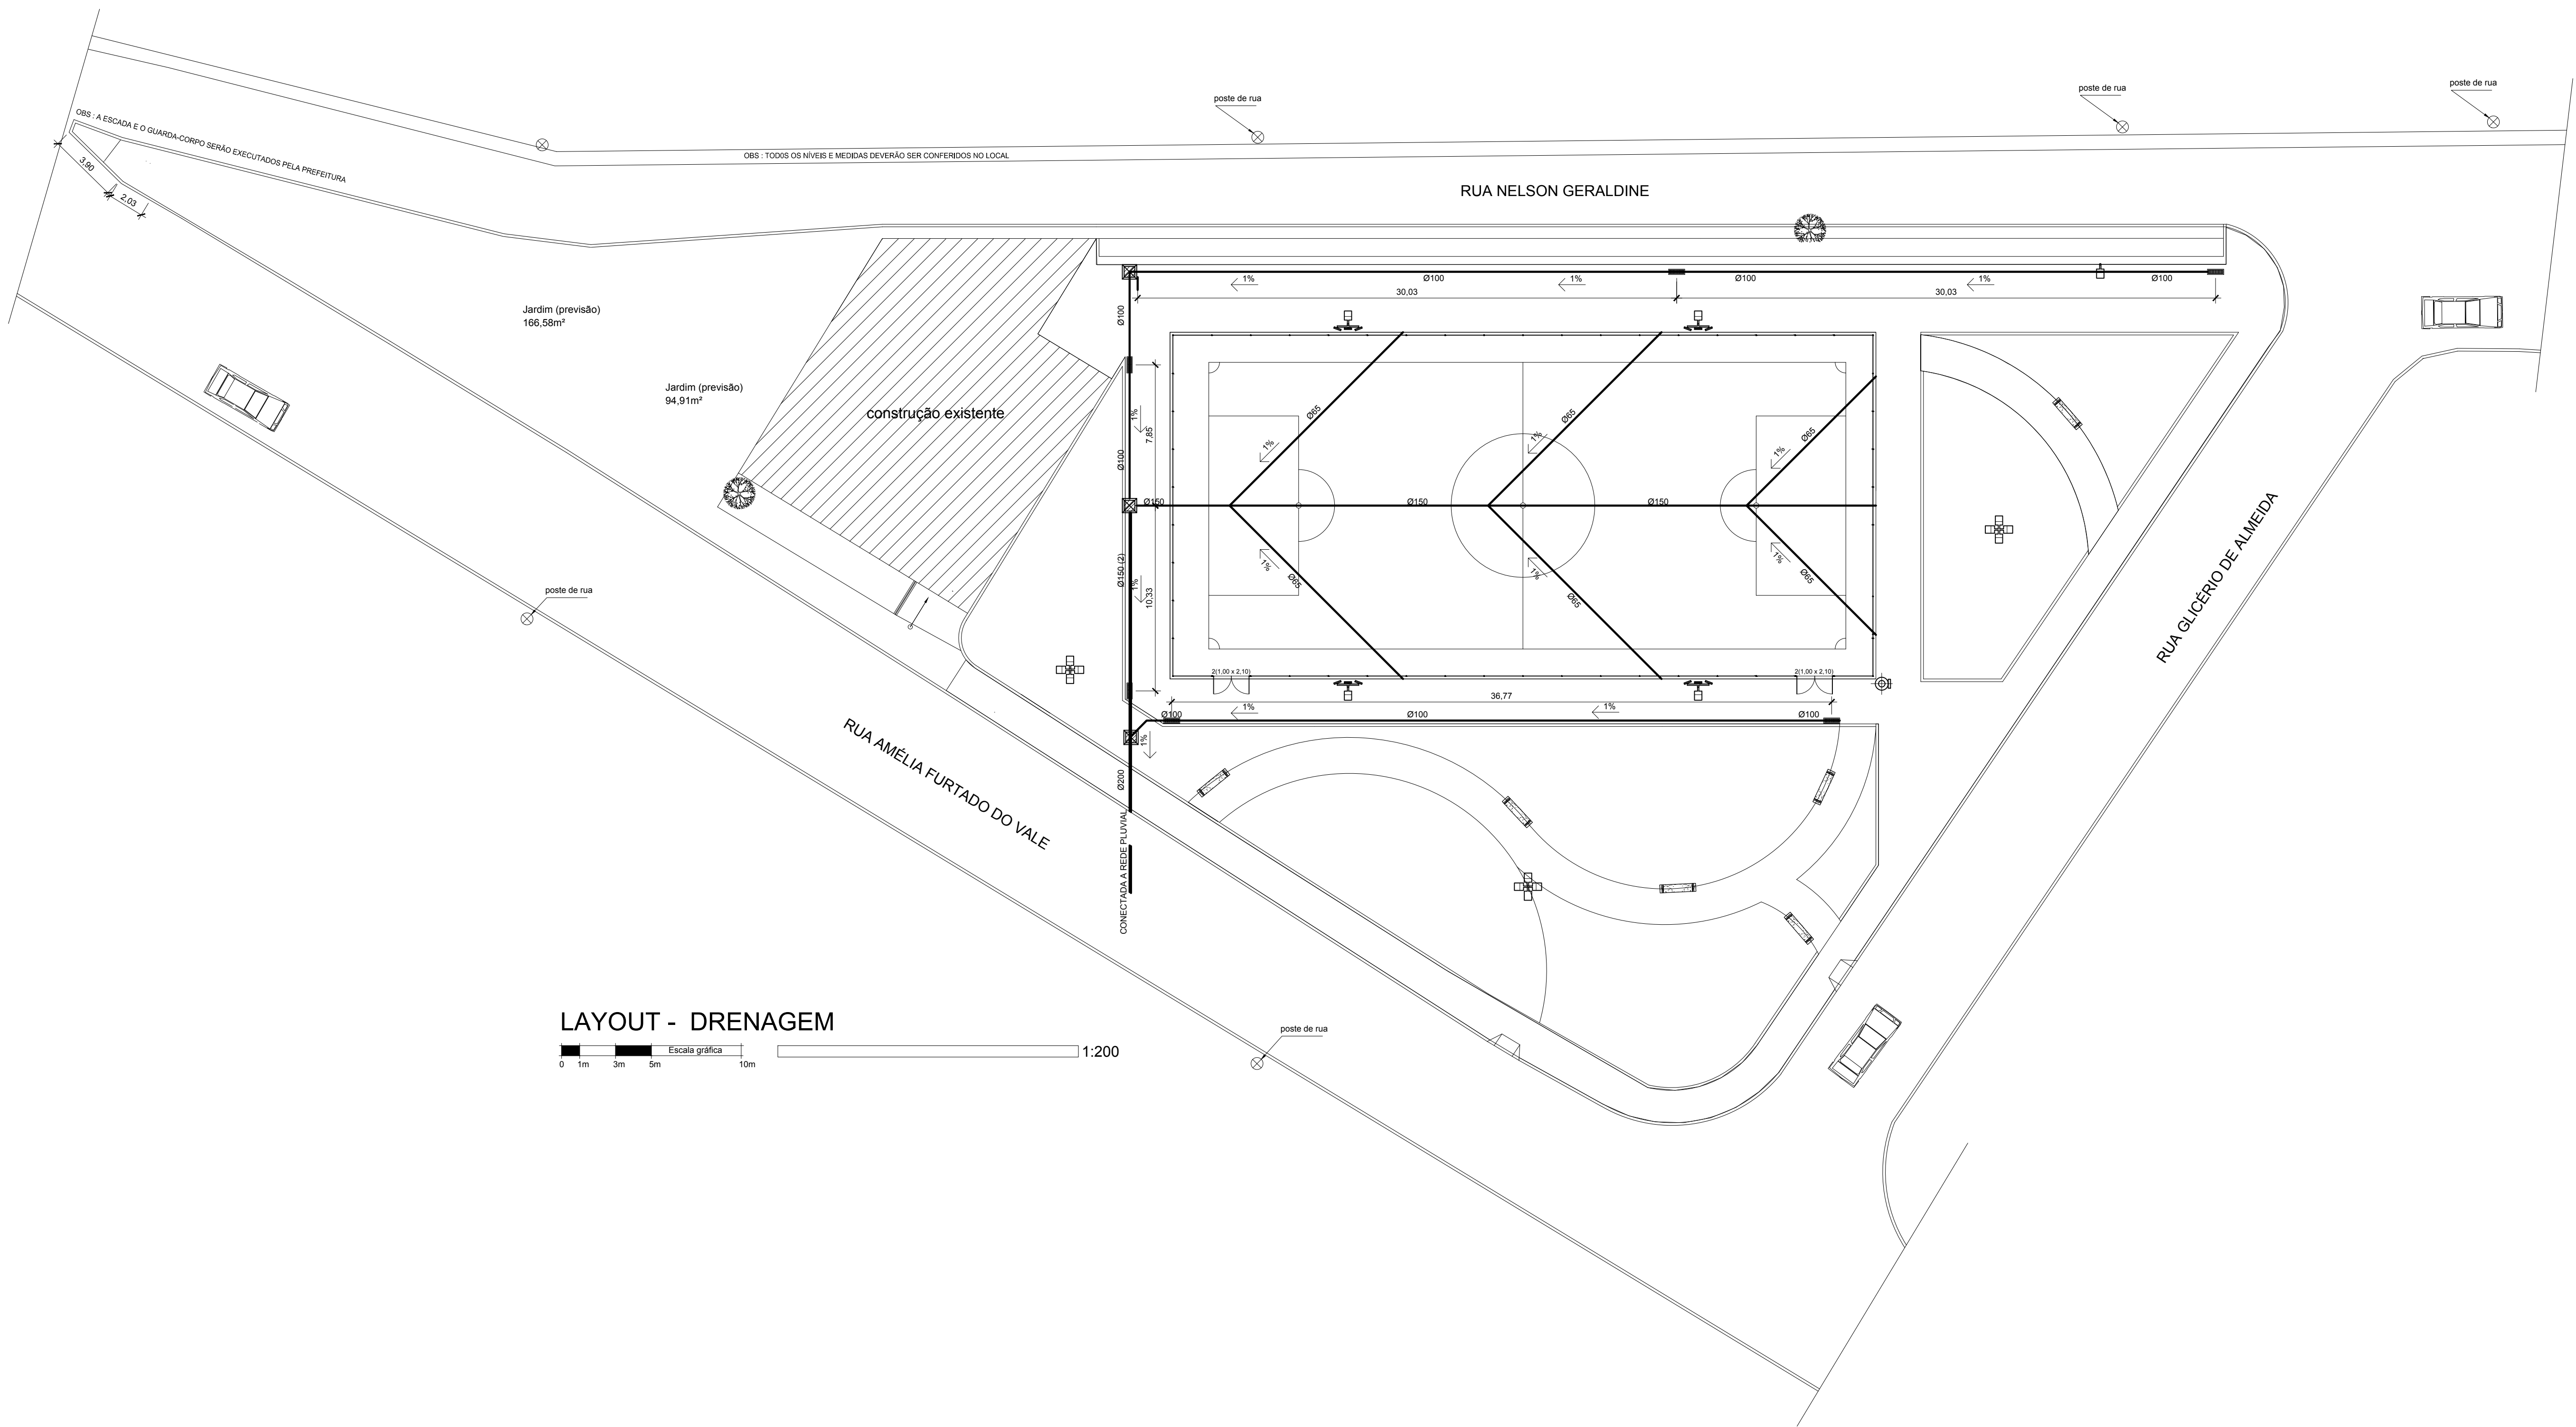 poste de rua
poste de rua
poste de rua
OBS : A ESCADA E O GUARDA-CORPO SERÃO EXECUTADOS PELA PREFEITURA
OBS : TODOS OS NÍVEIS E MEDIDAS DEVERÃO SER CONFERIDOS NO LOCAL
3,90
2,03
RUA NELSON GERALDINE
1%
Ø100
1%
Ø100
1%
Ø100
30,03
30,03
Jardim (previsão)
166,58m²
Ø100
Jardim (previsão)
94,91m²
construção existente
1%
7,85
Ø100
Ø65
1%
Ø65
1%
Ø65
1%
Ø150
Ø150
Ø150
Ø150 (2)
1%
10,33
1%
Ø65
1%
Ø65
1%
Ø65
RUA GLICÉRIO DE ALMEIDA
poste de rua
2(1,00 x 2,10)
2(1,00 x 2,10)
36,77
Ø100
1%
Ø100
1%
Ø100
1%
Ø200
RUA AMÉLIA FURTADO DO VALE
CONECTADA A REDE PLUVIAL
LAYOUT - DRENAGEM
Escala gráfica
1:200
0 1m 3m 5m 10m
poste de rua